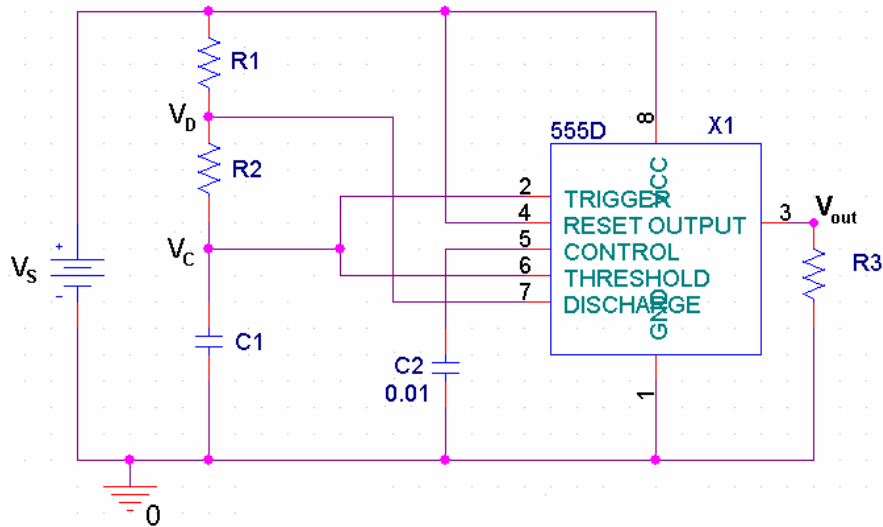 R1
VD
R2
VC
VS
C1
C2
0.01
0
555D
X1
8
VCC
2
TRIGGER
4
RESET OUTPUT
3
Vout
5
CONTROL
6
THRESHOLD
7
DISCHARGE
GND
1
R3
+
-